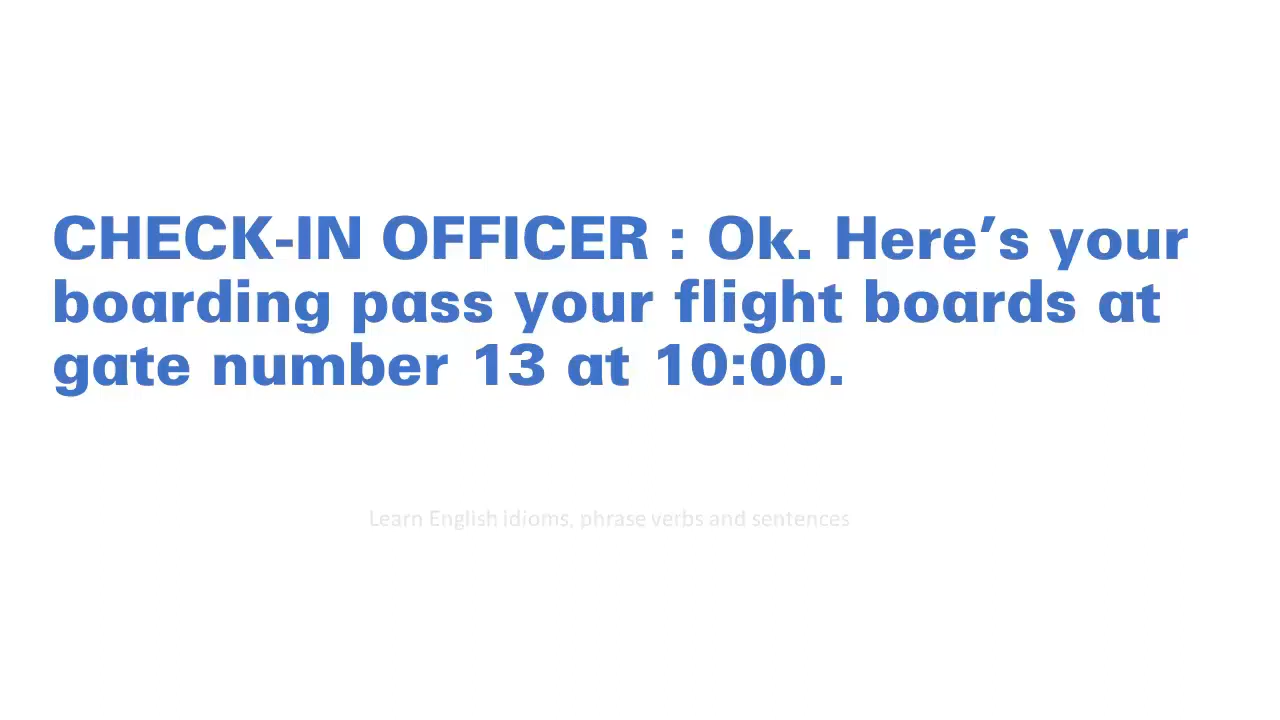 CHECK-IN OFFICER : Ok. Here’s your
boarding pass your flight boards at
gate number 13 at 10:00.
Learn English idioms, phrase verbs and sentences